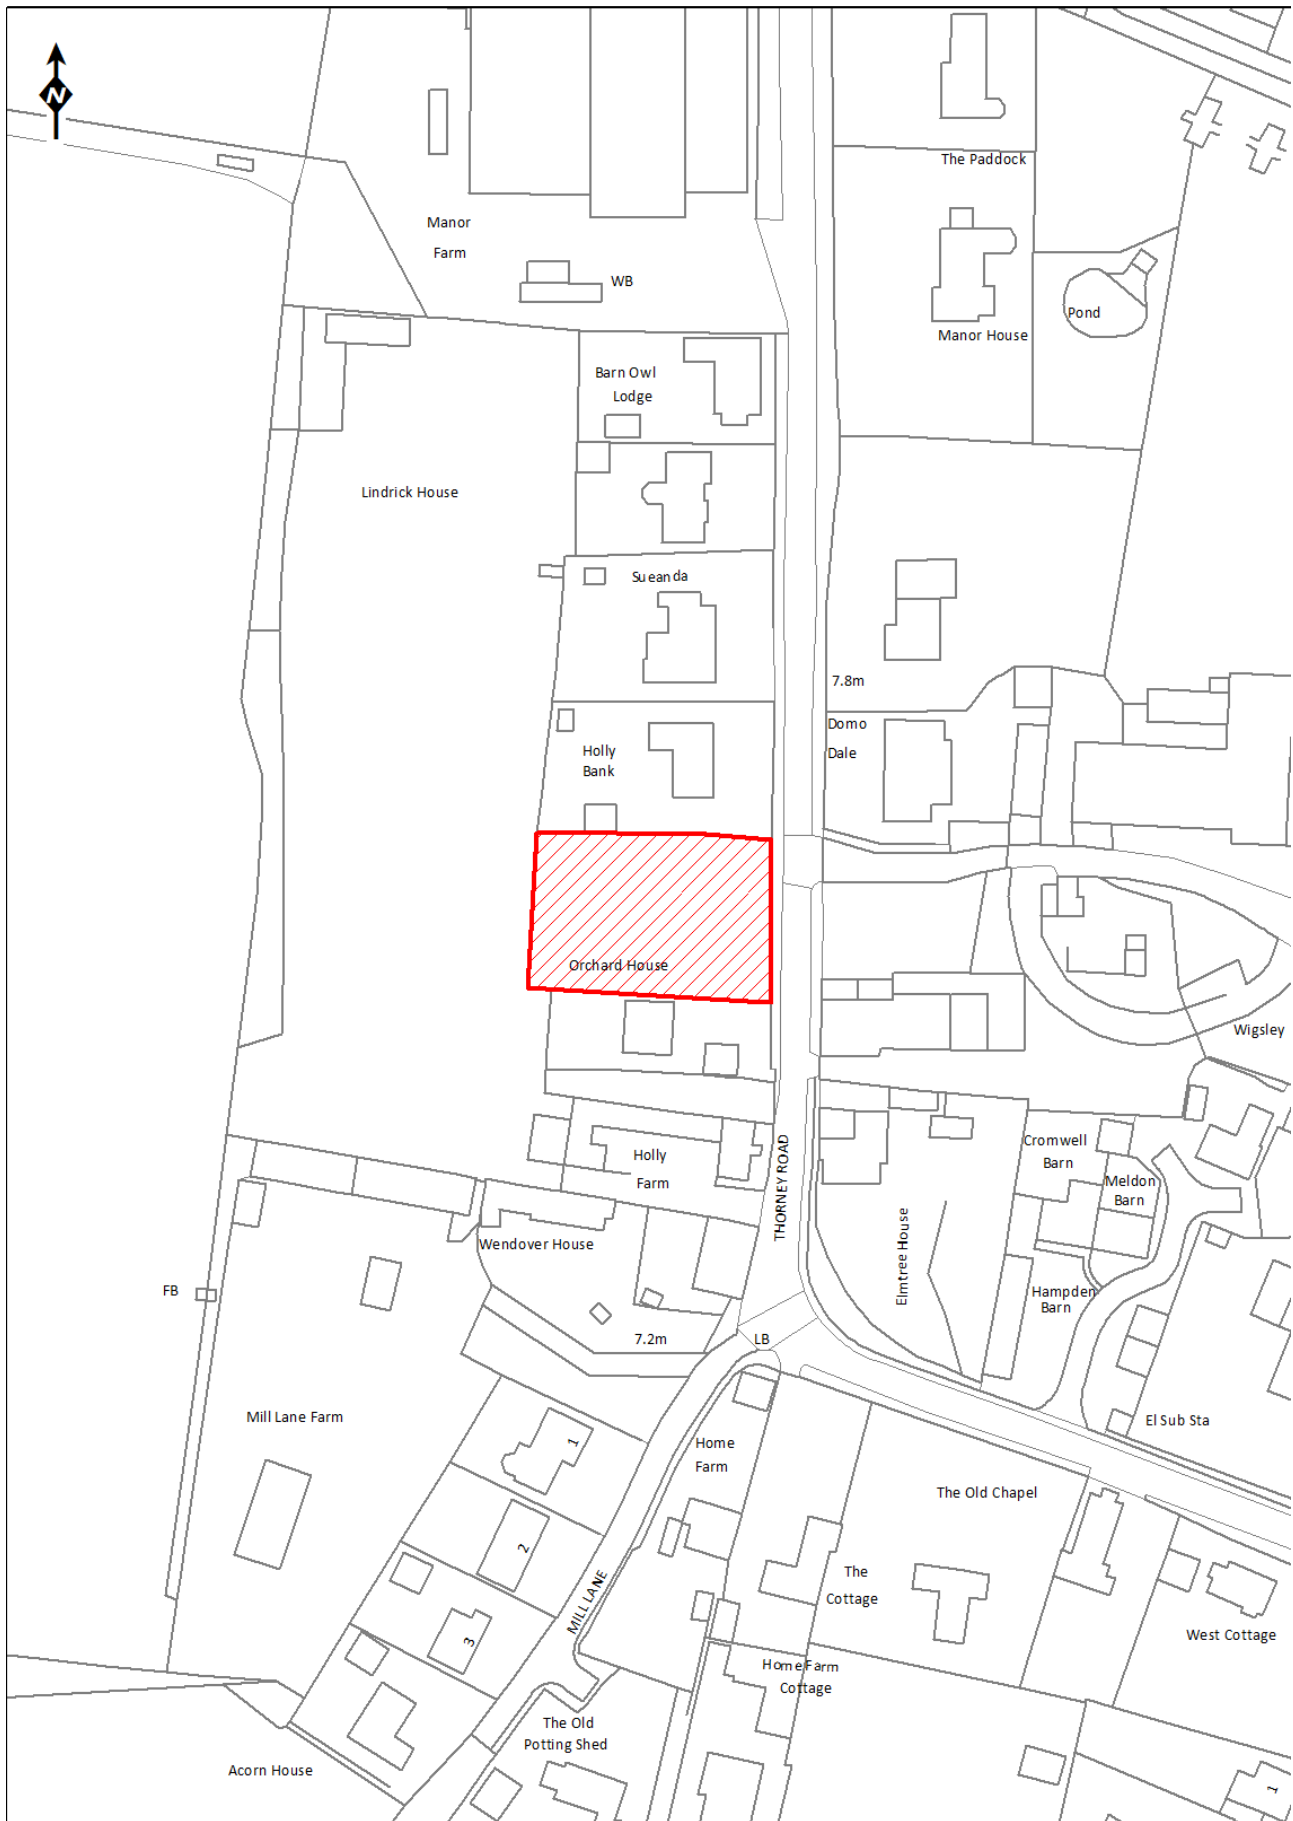 N
The Paddock
Manor
Farm
WB
Pond
Manor House
Barn Owl
Lodge
Lindrick House
Sueanda
7.8m
Domo
Dale
Holly
Bank
Orchard House
Wigsley
THORNEY ROAD
Cromwell
Barn
Holly
Farm
Meldon
Barn
Elmtree House
Wendover House
FB
Hampden
Barn
7.2m
LB
Mill Lane Farm
1
El Sub Sta
Home
Farm
The Old Chapel
2
The
Cottage
MILL LANE
3
West Cottage
Home Farm
Cottage
The Old
Potting Shed
Acorn House
1